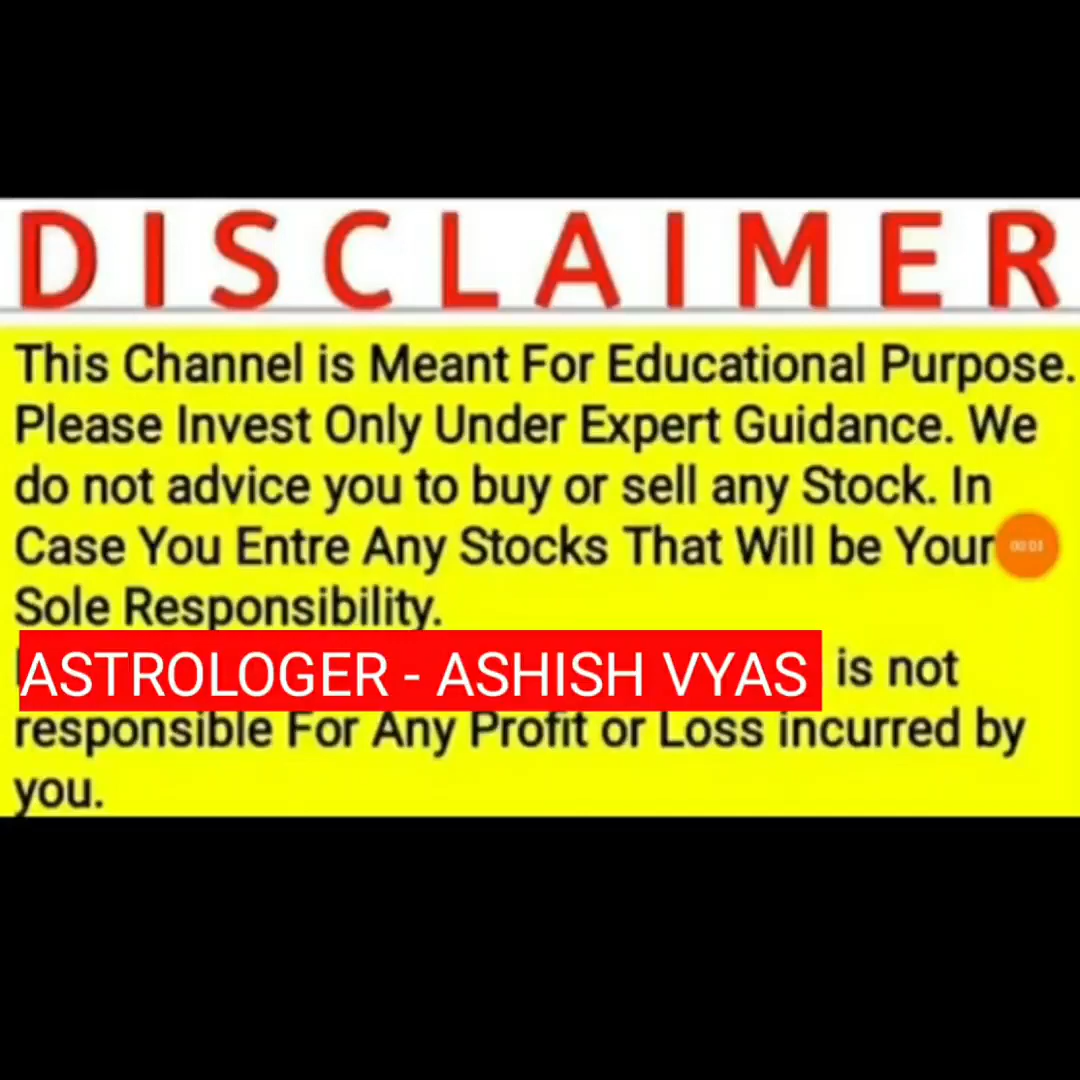 DISCLAIMER
This Channel is Meant For Educational Purpose.
Please Invest Only Under Expert Guidance. We
do not advice you to buy or sell any Stock. In
Case You Entre Any Stocks That Will be Your
00:01
Sole Responsibility.
ASTROLOGER - ASHISH VYAS is not
responsible For Any Profit or Loss incurred by
you.